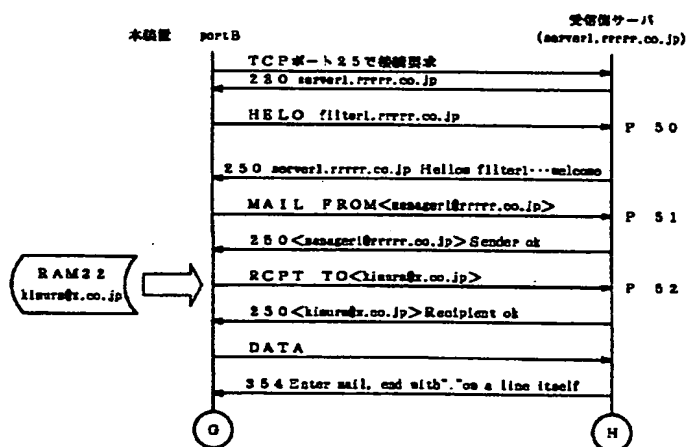 受信側サーバ
本装置 portB (server1.rrrrr.co.jp)
TCPポート25で接続要求
220 server1.rrrrr.co.jp
HELO filter1.rrrrr.co.jp
P 50
250 server1.rrrrr.co.jp Hellos filter1…welcome
MAIL FROM<manager1@rrrrr.co.jp>
P 51
250<manager1@rrrrr.co.jp>Sender ok
RAM22
kimura@x.co.jp
RCPT TO<kimura@x.co.jp>
P 52
250<kimura@x.co.jp>Recipient ok
DATA
354 Enter mail, end with"."on a line itself
G
H